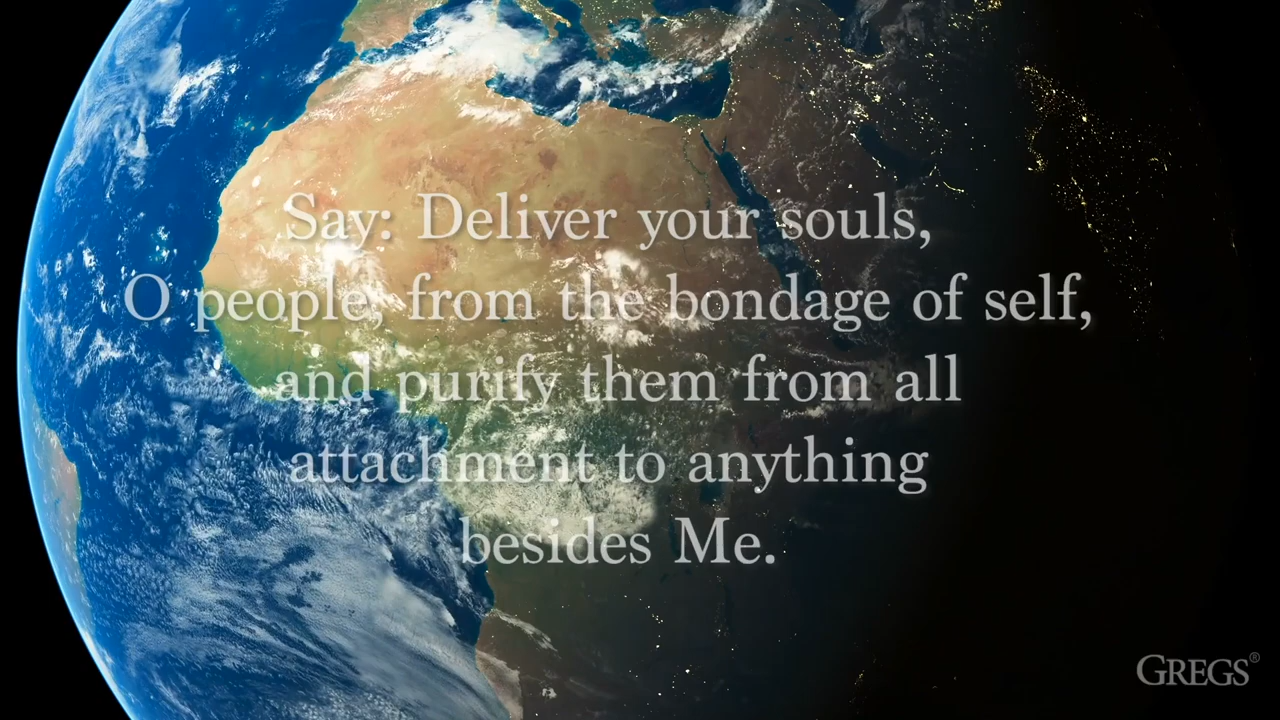 Say: Deliver your souls,
O people, from the bondage of self,
and purify them from all
attachment to anything
besides Me.
GREGS®